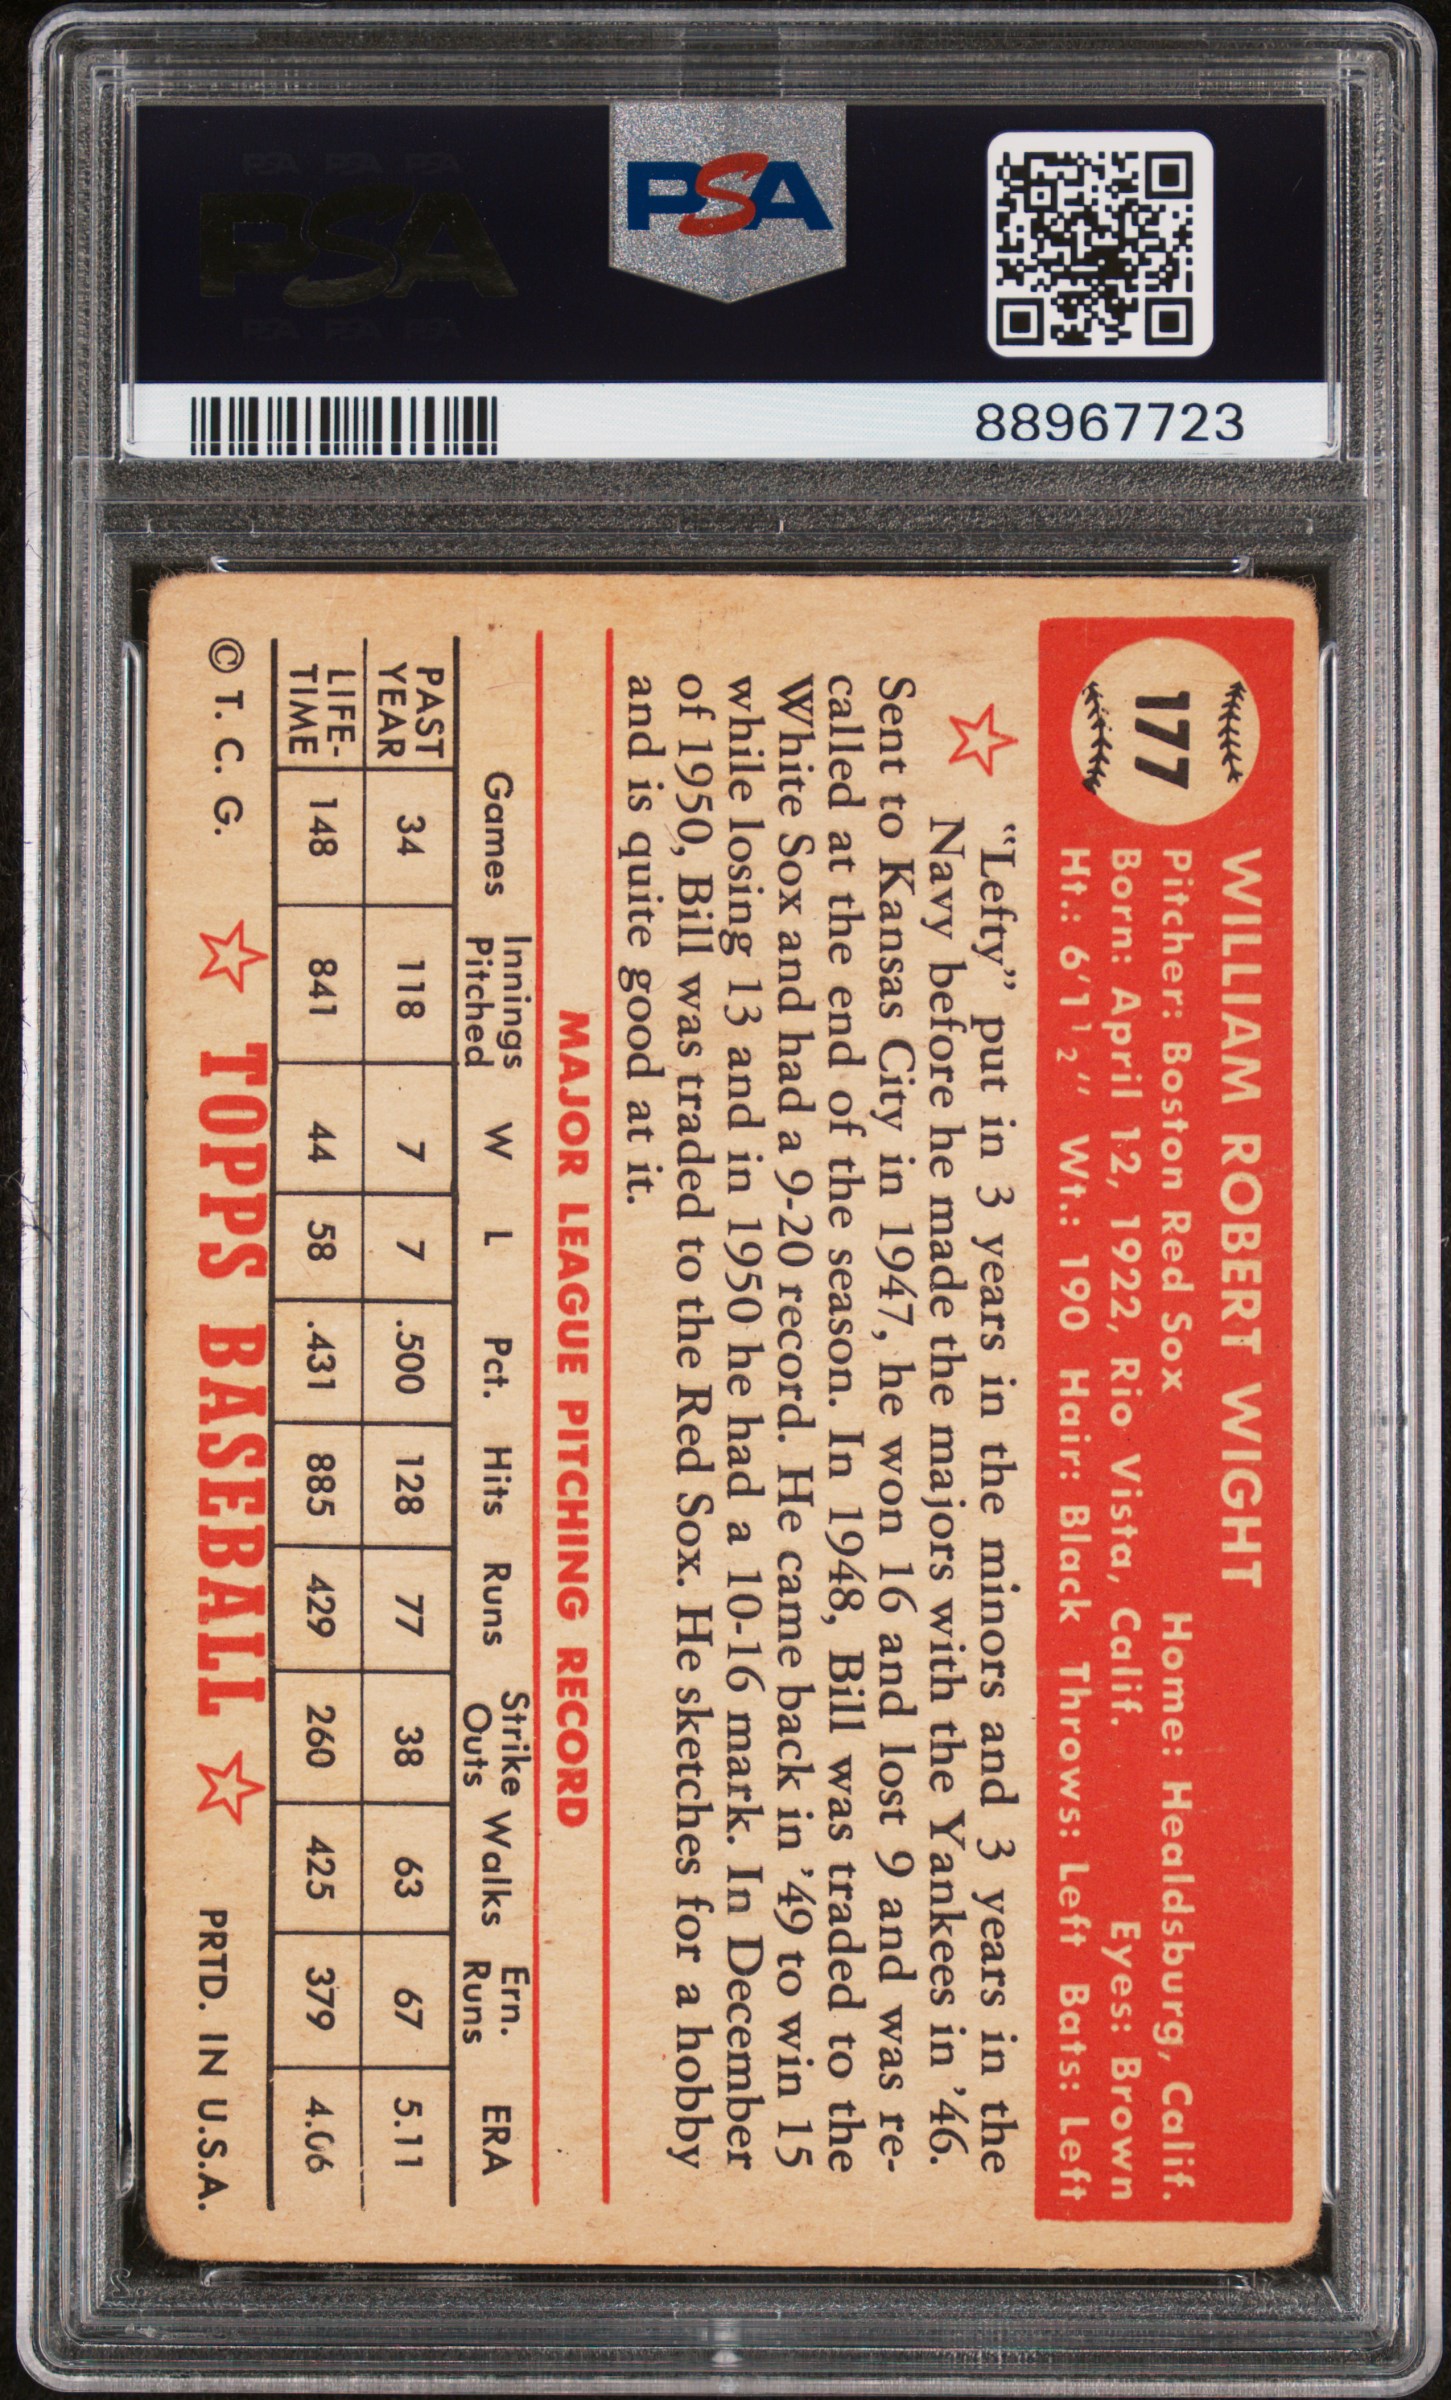 PSA PSA PSA
PSA
PSA PSA PSA
PSA
88967723
177
WILLIAM ROBERT WIGHT
Pitcher: Boston Red Sox Home: Healdsburg, Calif.
Born: April 12, 1922, Rio Vista, Calif. Eyes: Brown
Ht.: 6'1 1/2" Wt.: 190 Hair: Black Throws: Left Bats: Left
"Lefty" put in 3 years in the minors and 3 years in the
Navy before he made the majors with the Yankees in '46.
Sent to Kansas City in 1947, he won 16 and lost 9 and was re-
called at the end of the season. In 1948, Bill was traded to the
White Sox and had a 9-20 record. He came back in '49 to win 15
while losing 13 and in 1950 he had a 10-16 mark. In December
of 1950, Bill was traded to the Red Sox. He sketches for a hobby
and is quite good at it.
MAJOR LEAGUE PITCHING RECORD
Games Innings Pitched W L Pct. Hits Runs Strike Outs Walks Ern. Runs ERA
PAST YEAR 34 118 7 7 .500 128 77 38 63 67 5.11
LIFE-TIME 148 841 44 58 .431 885 429 260 425 379 4.06
© T. C. G. TOPPS BASEBALL PRTD. IN U.S.A.